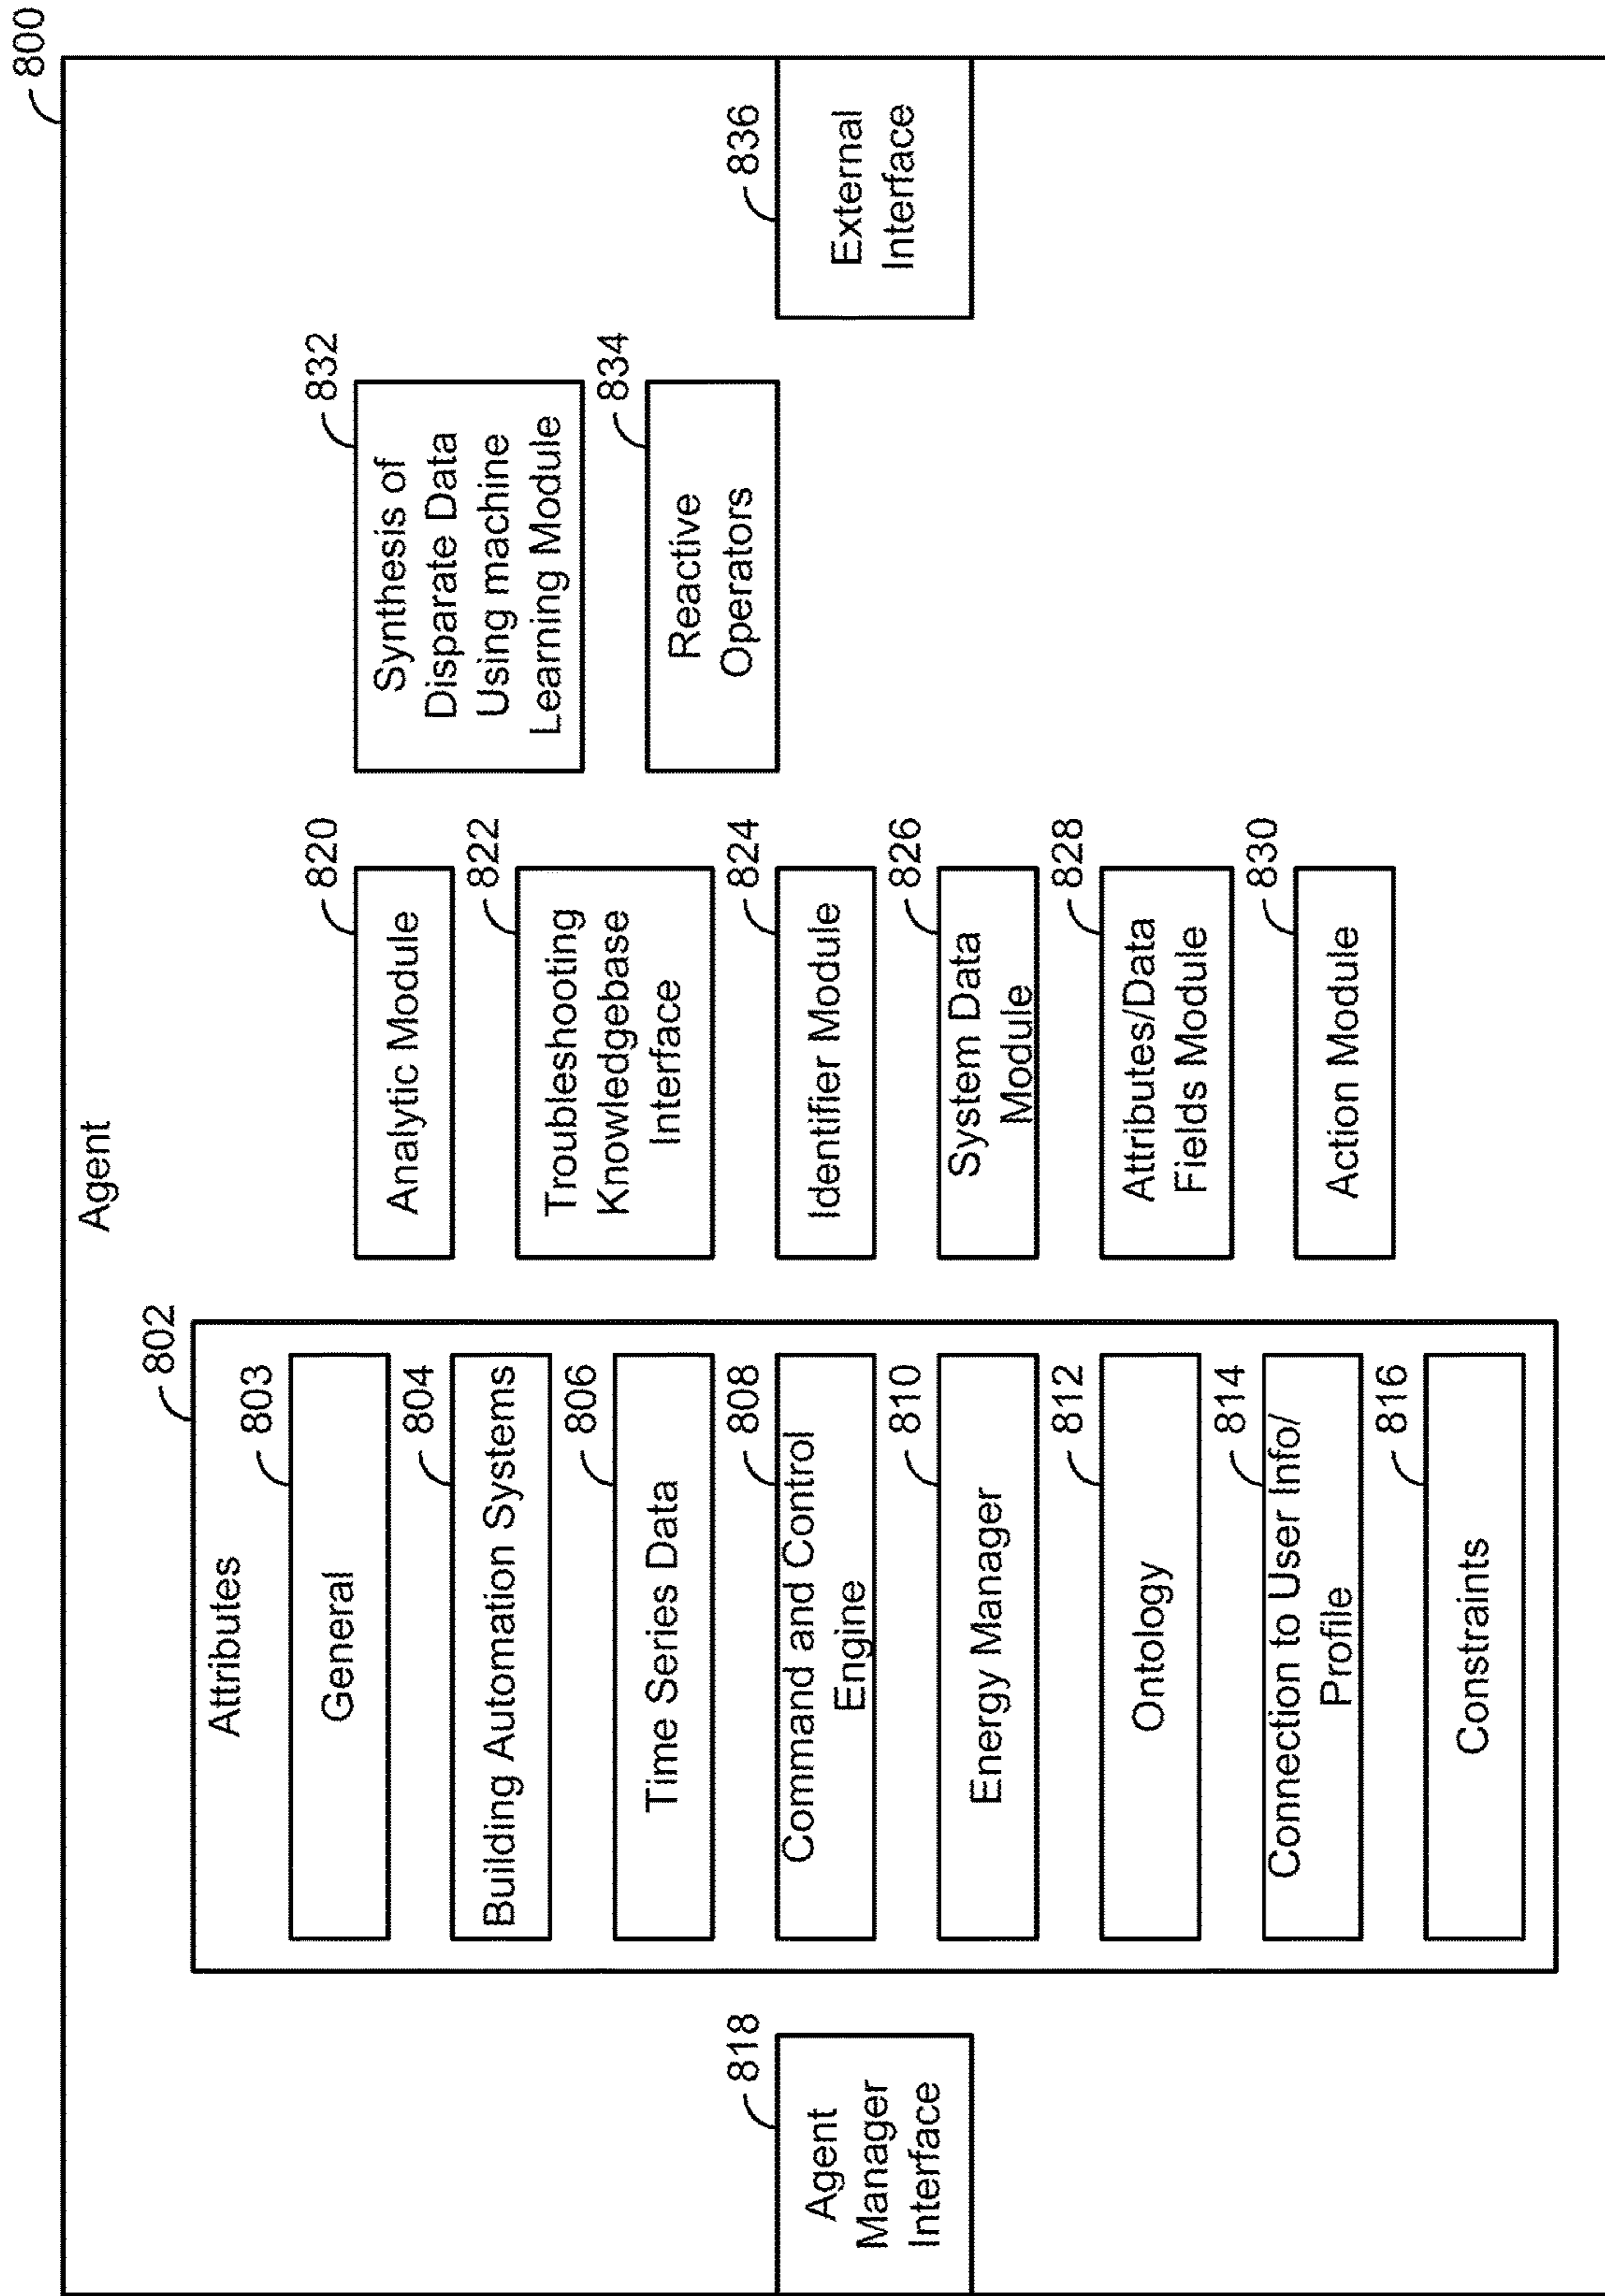 800
Agent
818
Agent
Manager
Interface
802
Attributes
803
General
804
Building Automation Systems
806
Time Series Data
808
Command and Control
Engine
810
Energy Manager
812
Ontology
814
Connection to User Info/
Profile
816
Constraints
820
Analytic Module
822
Troubleshooting
Knowledgebase
Interface
824
Identifier Module
826
System Data
Module
828
Attributes/Data
Fields Module
830
Action Module
832
Synthesis of
Disparate Data
Using machine
Learning Module
834
Reactive
Operators
836
External
Interface